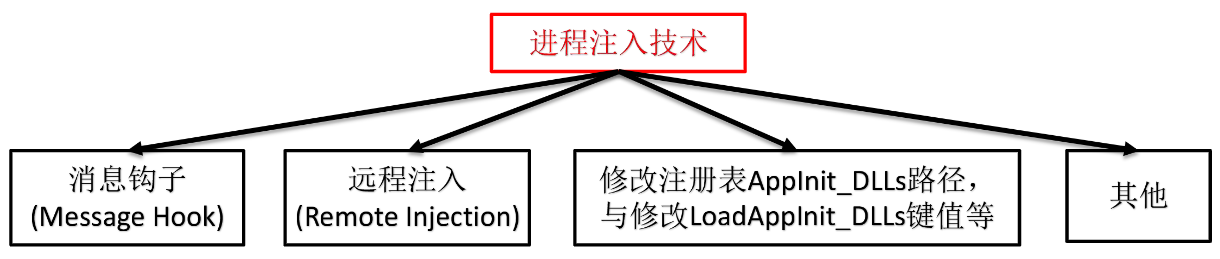 进程注入技术
消息钩子
(Message Hook)
远程注入
(Remote Injection)
修改注册表AppInit_DLLs路径，
与修改LoadAppInit_DLLs键值等
其他